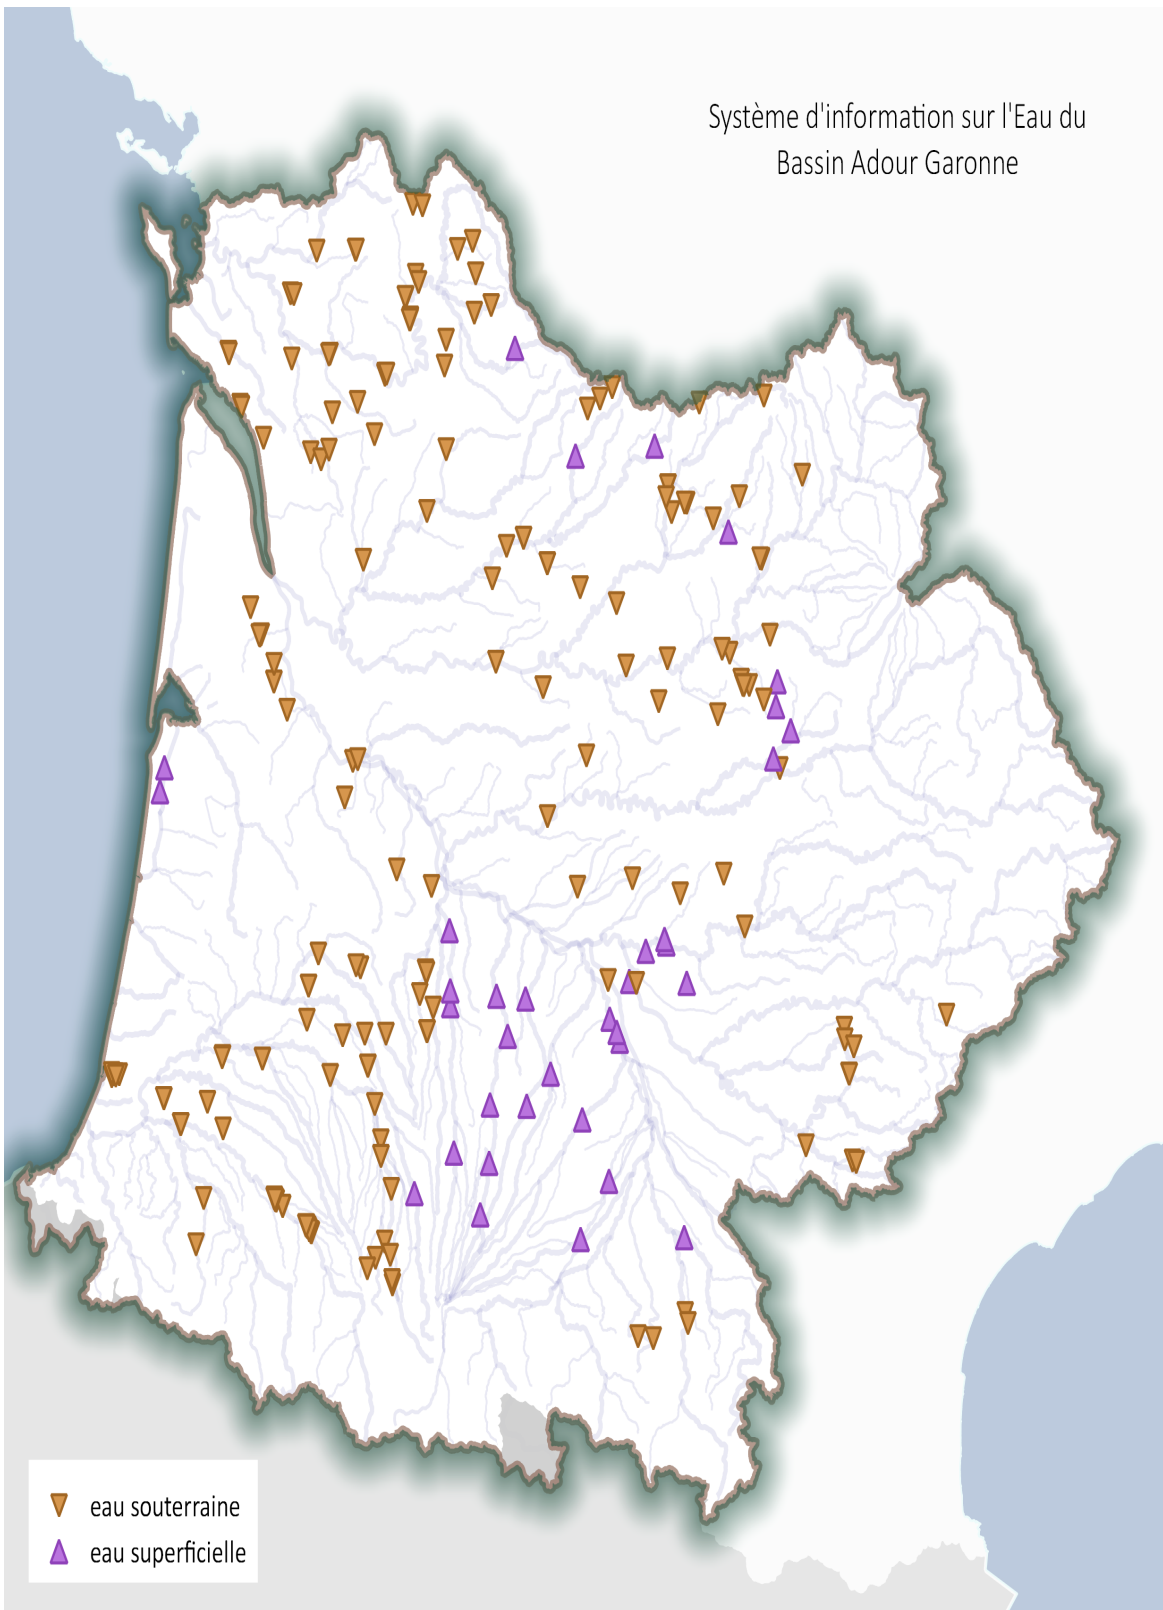 Système d'information sur l'Eau du
Bassin Adour Garonne
eau souterraine
eau superficielle